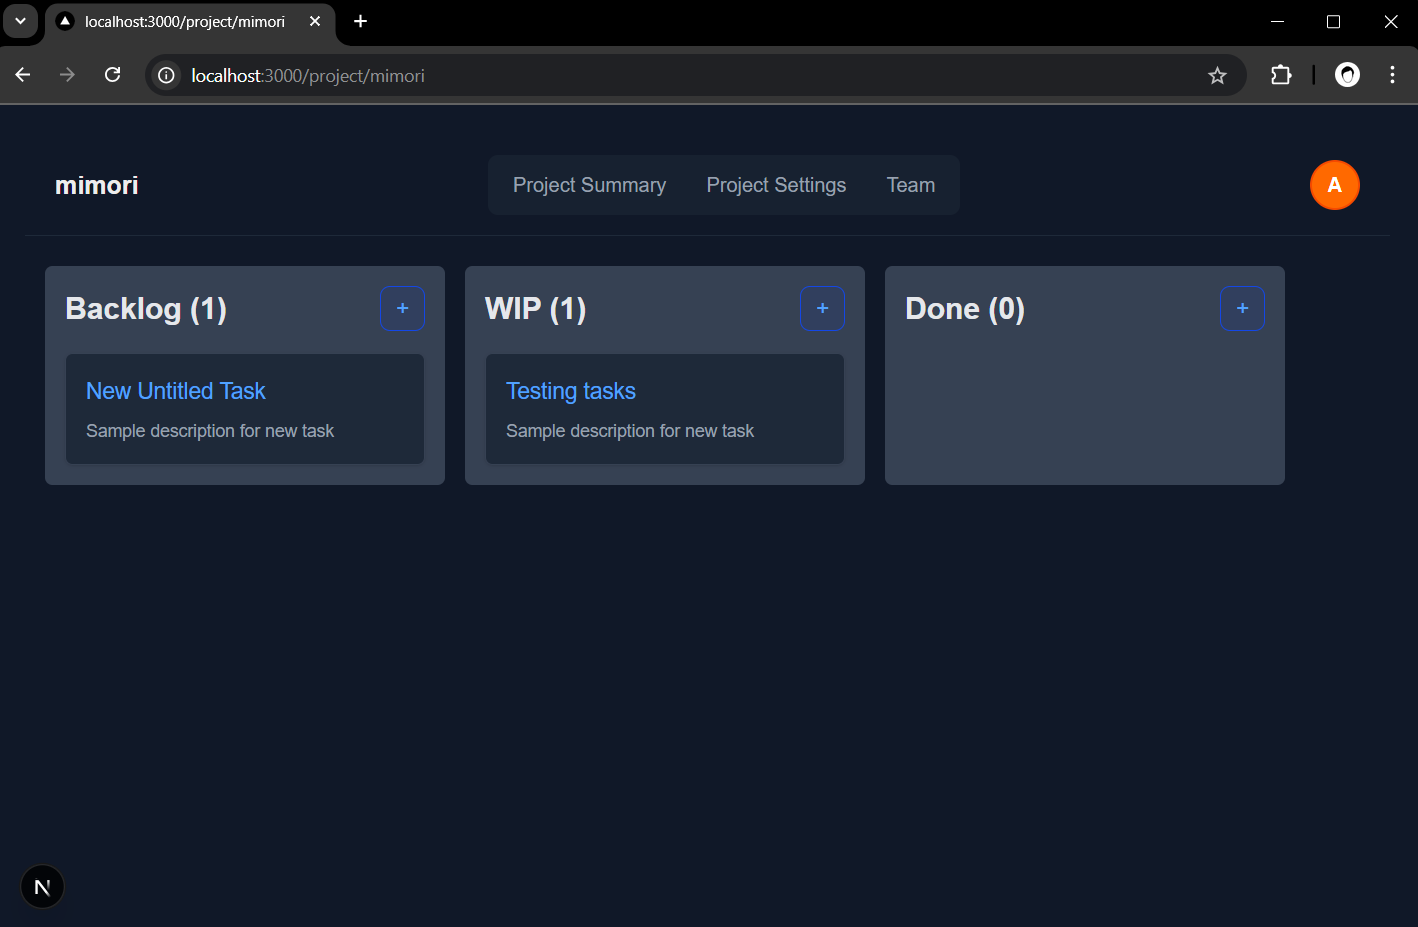 localhost:3000/project/mimori
localhost:3000/project/mimori
mimori
Project Summary
Project Settings
Team
A
Backlog (1)
+
WIP (1)
+
Done (0)
+
New Untitled Task
Sample description for new task
Testing tasks
Sample description for new task
N